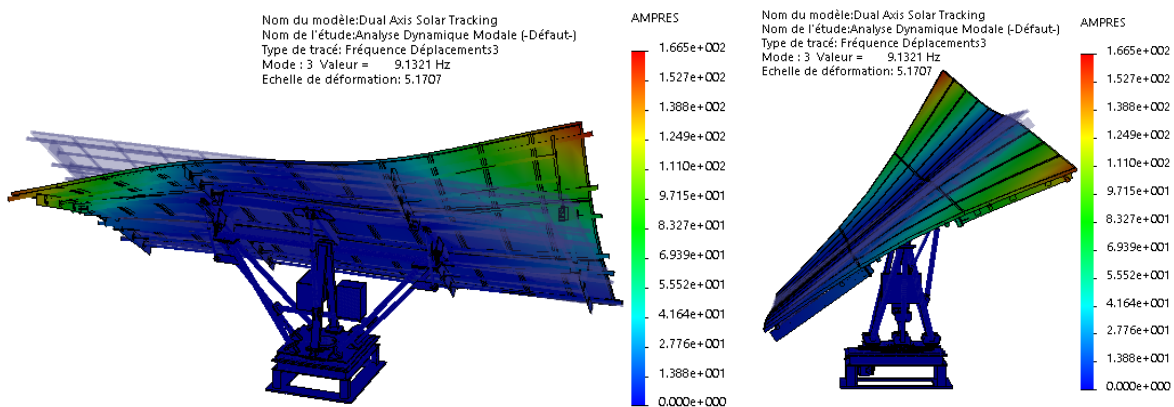 Nom du modèle:Dual Axis Solar Tracking
Nom de l'étude:Analyse Dynamique Modale (-Défaut-)
Type de tracé: Fréquence Déplacements3
Mode : 3 Valeur = 9.1321 Hz
Echelle de déformation: 5.1707
AMPRES
1.665e+002
1.527e+002
1.388e+002
1.249e+002
1.110e+002
9.715e+001
8.327e+001
6.939e+001
5.552e+001
4.164e+001
2.776e+001
1.388e+001
0.000e+000
Nom du modèle:Dual Axis Solar Tracking
Nom de l'étude:Analyse Dynamique Modale (-Défaut-)
Type de tracé: Fréquence Déplacements3
Mode : 3 Valeur = 9.1321 Hz
Echelle de déformation: 5.1707
AMPRES
1.665e+002
1.527e+002
1.388e+002
1.249e+002
1.110e+002
9.715e+001
8.327e+001
6.939e+001
5.552e+001
4.164e+001
2.776e+001
1.388e+001
0.000e+000